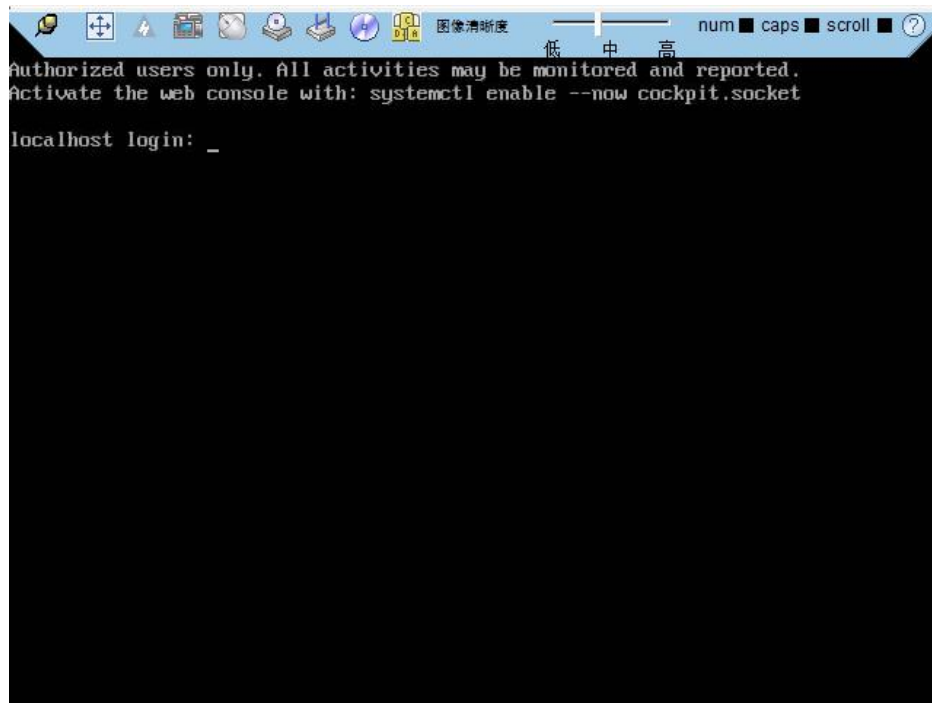 图像清晰度 num caps scroll ?
低 中 高
Authorized users only. All activities may be monitored and reported.
Activate the web console with: systemctl enable --now cockpit.socket
localhost login: _